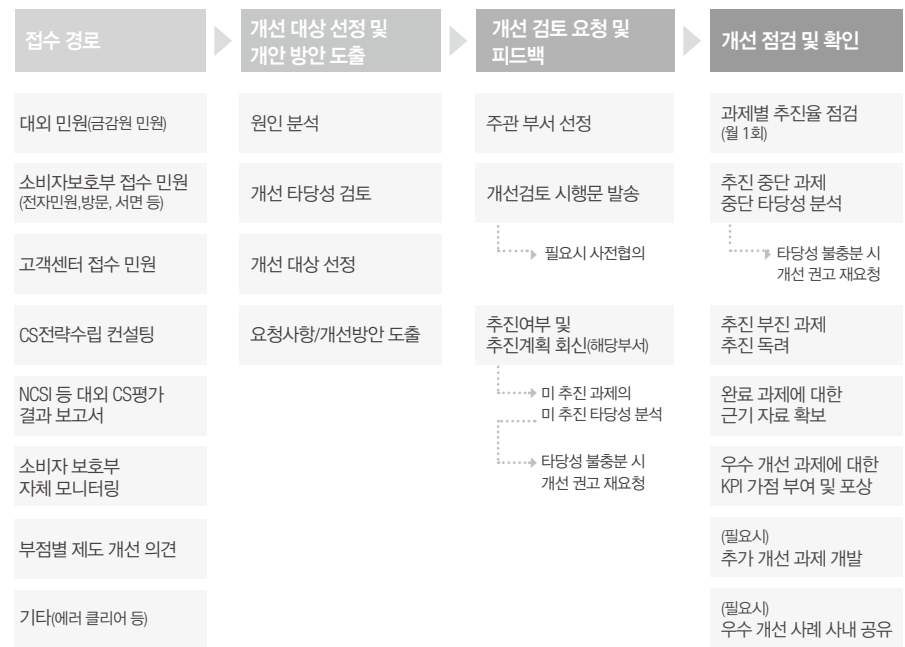 접수 경로
개선 대상 선정 및
개안 방안 도출
개선 검토 요청 및
피드백
개선 점검 및 확인
대외 민원(금감원 민원)
소비자보호부 접수 민원
(전자민원,방문, 서면 등)
고객센터 접수 민원
CS전략수립 컨설팅
NCSI 등 대외 CS평가
결과 보고서
소비자 보호부
자체 모니터링
부점별 제도 개선 의견
기타(에러 클리어 등)
원인 분석
개선 타당성 검토
개선 대상 선정
요청사항/개선방안 도출
주관 부서 선정
개선검토 시행문 발송
필요시 사전협의
추진여부 및
추진계획 회신(해당부서)
미 추진 과제의
미 추진 타당성 분석
타당성 불충분 시
개선 권고 재요청
과제별 추진율 점검
(월 1회)
추진 중단 과제
중단 타당성 분석
타당성 불충분 시
개선 권고 재요청
추진 부진 과제
추진 독려
완료 과제에 대한
근기 자료 확보
우수 개선 과제에 대한
KPI 가점 부여 및 포상
(필요시)
추가 개선 과제 개발
(필요시)
우수 개선 사례 사내 공유